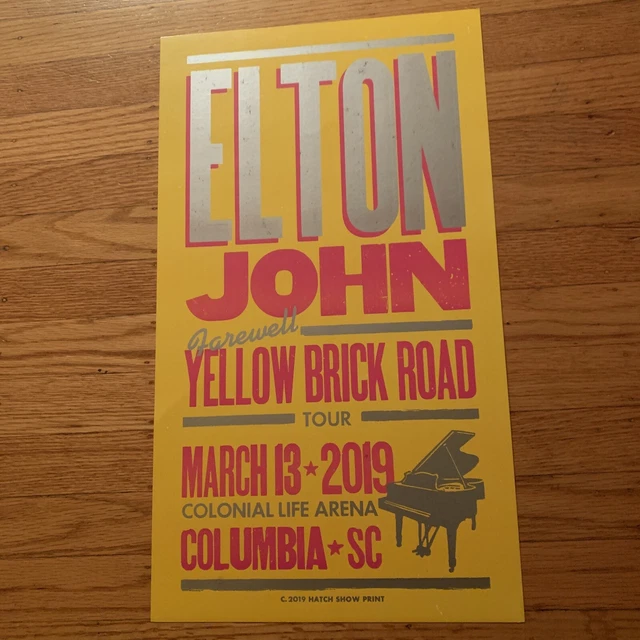 ELTON
JOHN
Farewell
YELLOW BRICK ROAD
TOUR
MARCH 13★2019
COLONIAL LIFE ARENA
COLUMBIA★SC
C.2019 HATCH SHOW PRINT